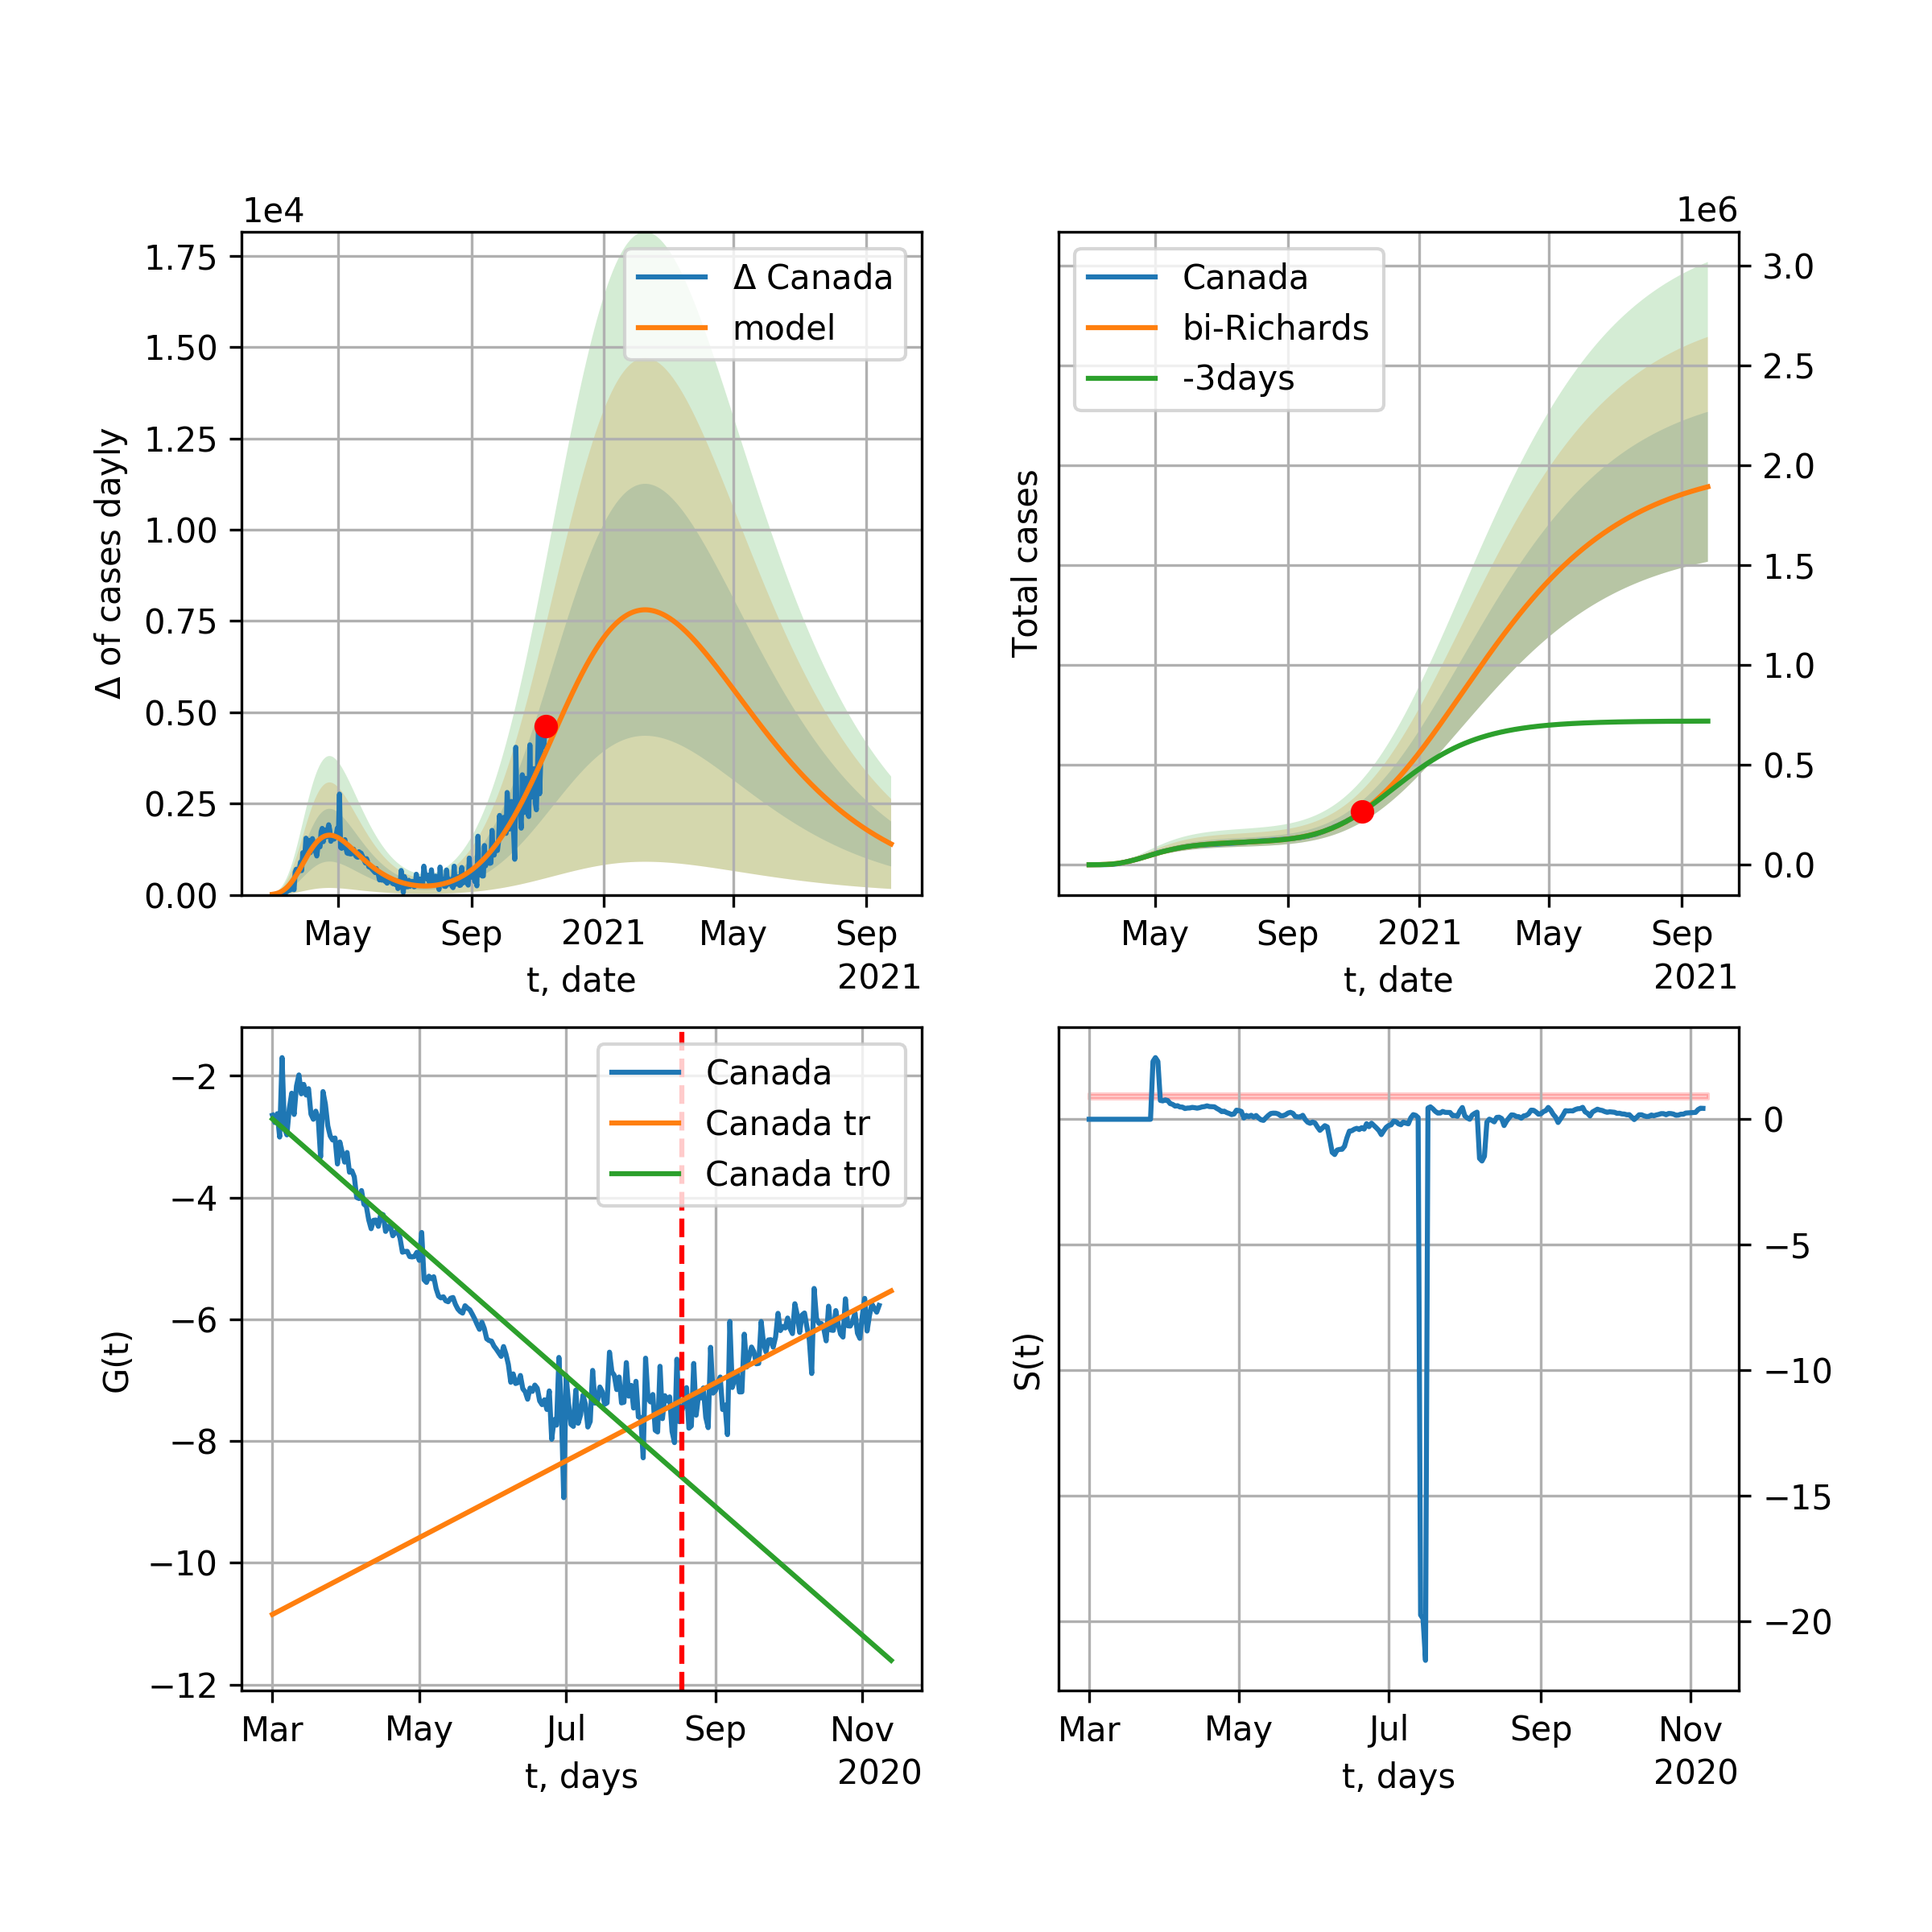 1e4
1.75
1.50
1.25
1.00
0.75
0.50
0.25
0.00
Δ of cases dayly
Δ Canada
model
May Sep 2021 May Sep
2021
t, date
1e6
3.0
2.5
2.0
1.5
1.0
0.5
0.0
Total cases
Canada
bi-Richards
-3days
May Sep 2021 May Sep
2021
t, date
−2
−4
−6
−8
−10
−12
G(t)
Canada
Canada tr
Canada tr0
Mar May Jul Sep Nov
2020
t, days
0
−5
−10
−15
−20
S(t)
Mar May Jul Sep Nov
2020
t, days